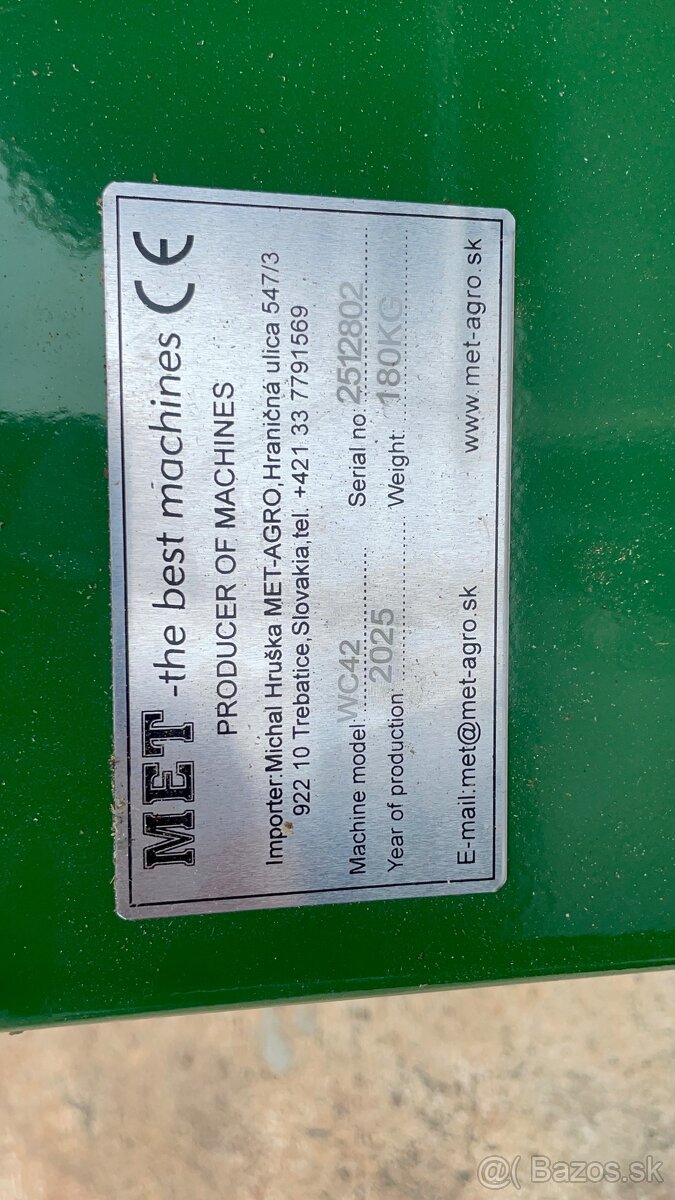 MET -the best machines CE
PRODUCER OF MACHINES
Importer:Michal Hruška MET-AGRO,Hraničná ulica 547/3
922 10 Trebatice,Slovakia,tel. +421 33 7791569
Machine model WC42 Serial no 2512802
Year of production 2025 Weight: 180KG
E-mail:met@met-agro.sk www.met-agro.sk
@( Bazos.sk